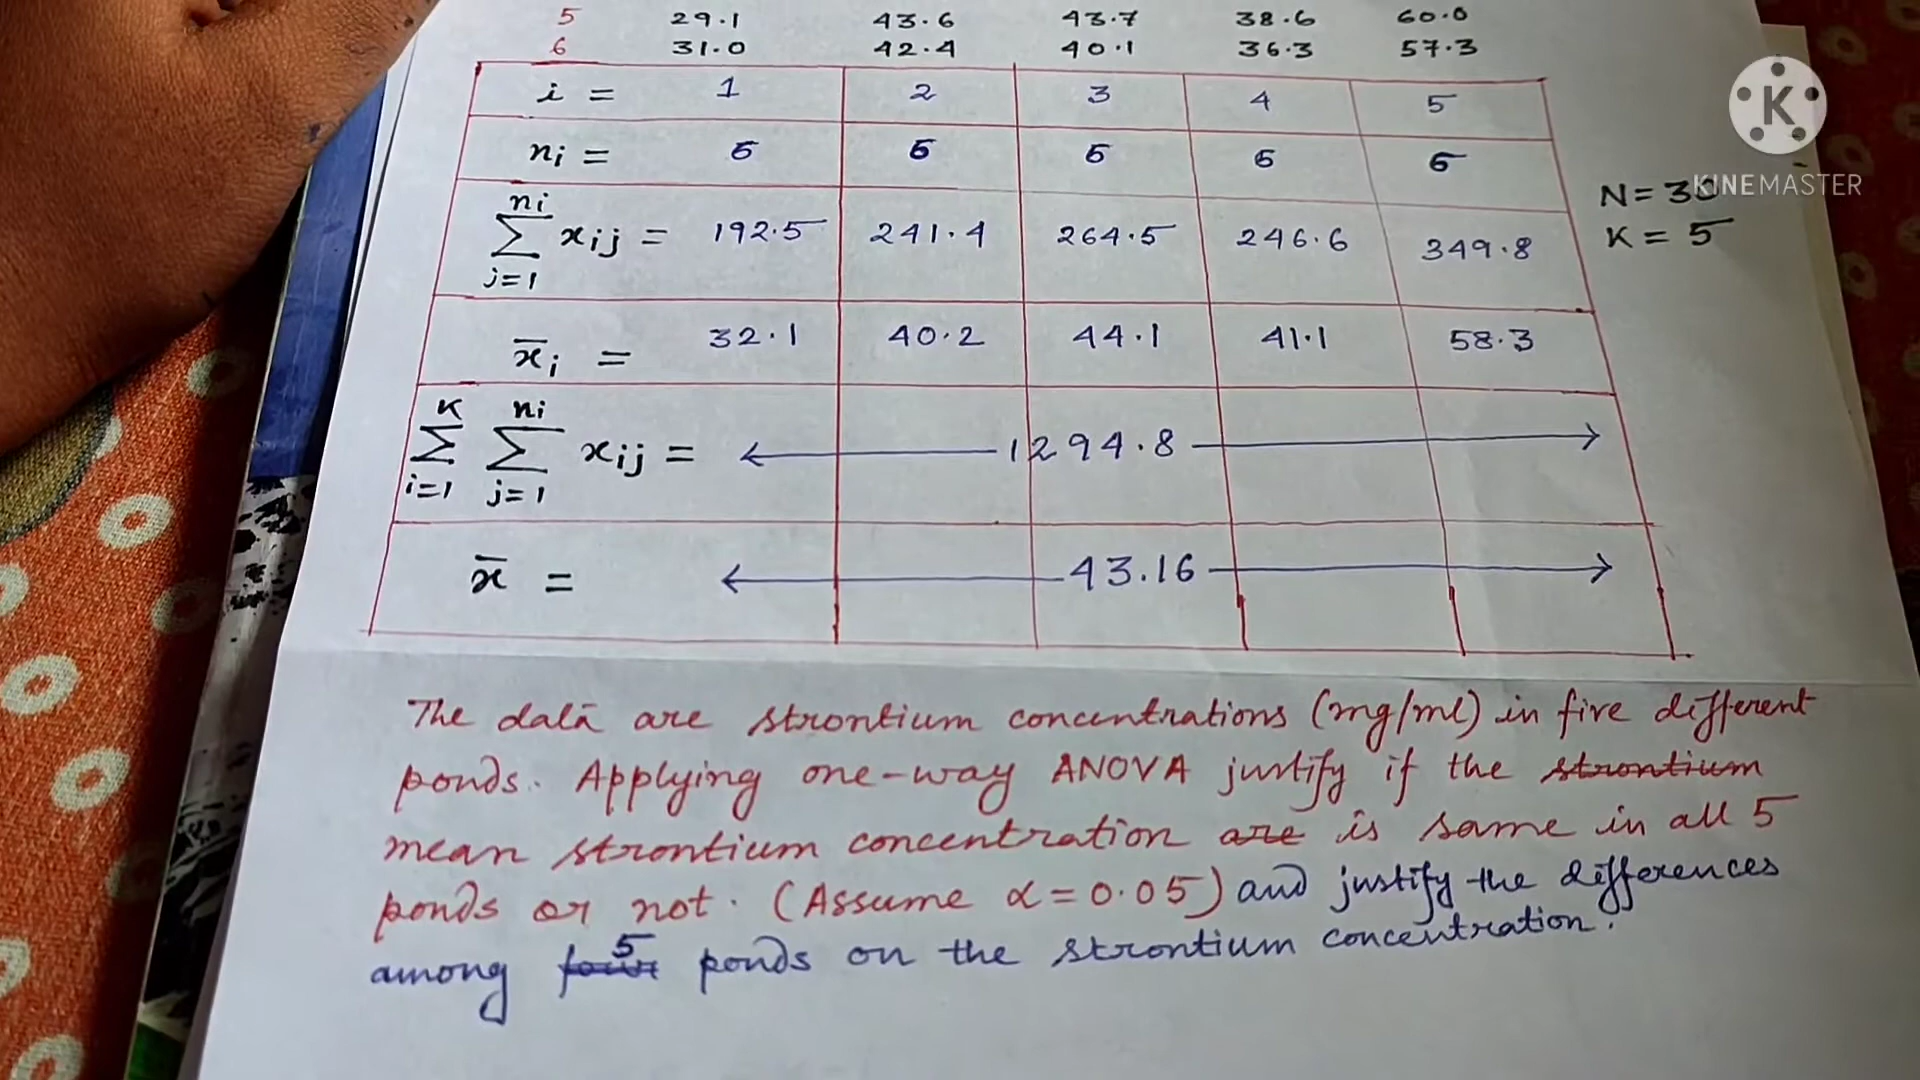 5 29.1 43.6 43.7 38.6 60.0
6 31.0 42.4 40.1 36.3 57.3
i = 1 2 3 4 5
ni = 6 6 6 6 6
ni
∑ xij = 192.5 241.4 264.5 246.6 349.8
j=1
N=30
K = 5
KINEMASTER
x̄i = 32.1 40.2 44.1 41.1 58.3
K ni
∑ ∑ xij = 1294.8
i=1 j=1
x̄ = 43.16
The data are strontium concentrations (mg/ml) in five different
ponds. Applying one-way ANOVA justify if the strontium
mean strontium concentration are is same in all 5
ponds or not. (Assume α = 0.05) and justify the differences
among four 5 ponds on the strontium concentration.
K